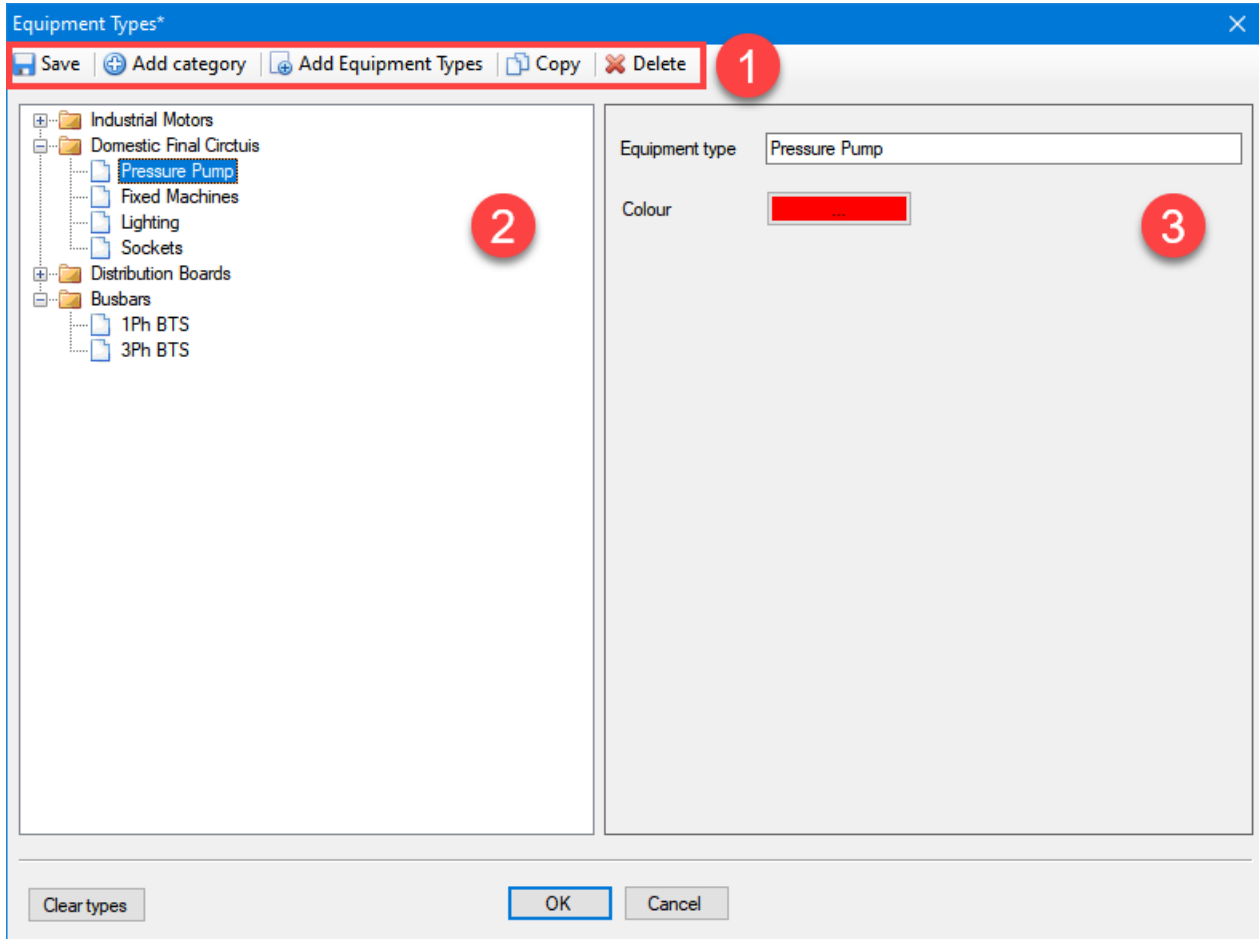 Equipment Types*
Save Add category Add Equipment Types Copy Delete
1
Industrial Motors
Domestic Final Circtuis
Pressure Pump
Fixed Machines
Lighting
Sockets
Distribution Boards
Busbars
1Ph BTS
3Ph BTS
2
Equipment type Pressure Pump
Colour ...
3
Clear types OK Cancel